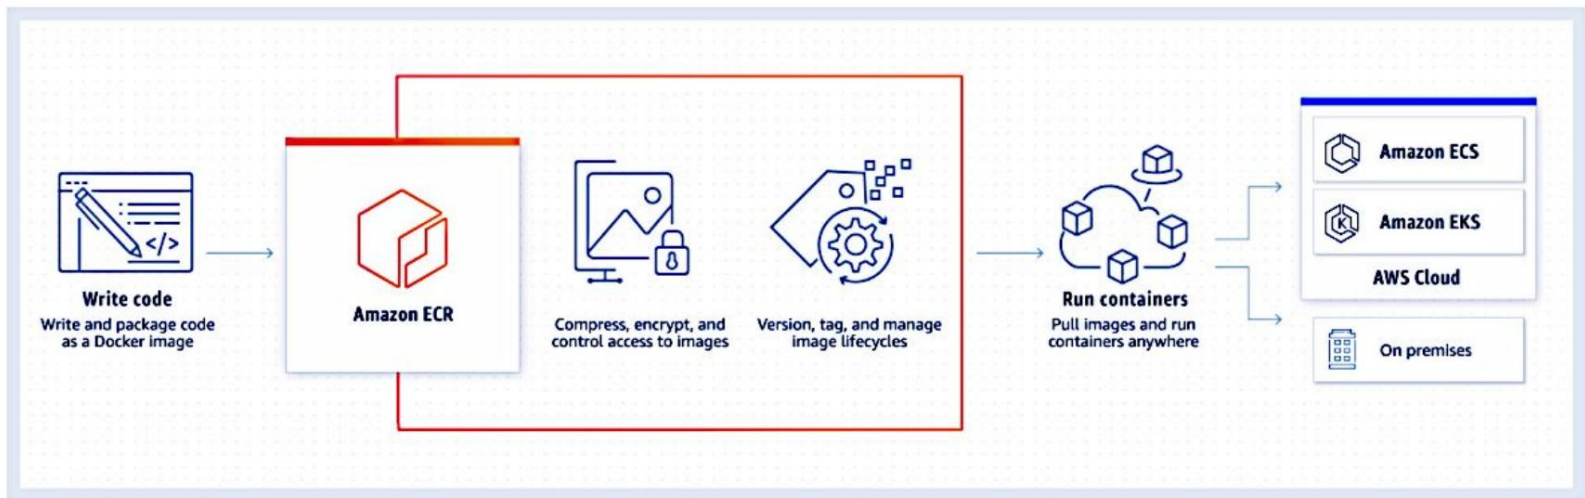 Write code
Write and package code
as a Docker image
</>
Amazon ECR
Compress, encrypt, and
control access to images
Version, tag, and manage
image lifecycles
Run containers
Pull images and run
containers anywhere
Amazon ECS
K
Amazon EKS
AWS Cloud
On premises